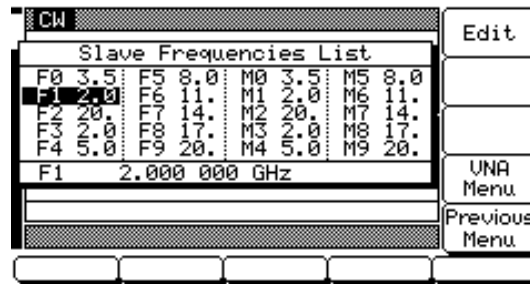 CW
Edit
Slave Frequencies List
F0 3.5 F5 8.0 M0 3.5 M5 8.0
F1 2.0 F6 11. M1 2.0 M6 11.
F2 20. F7 14. M2 20. M7 14.
F3 2.0 F8 17. M3 2.0 M8 17.
F4 5.0 F9 20. M4 5.0 M9 20.
F1 2.000 000 GHz
VNA
Menu
Previous
Menu